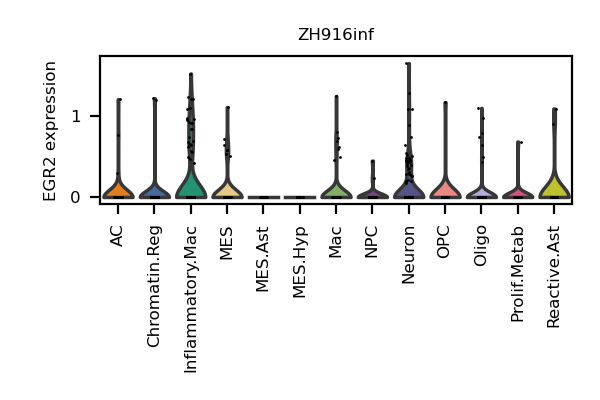 ZH916inf
EGR2 expression
1
0
AC
Chromatin.Reg
Inflammatory.Mac
MES
MES.Ast
MES.Hyp
Mac
NPC
Neuron
OPC
Oligo
Prolif.Metab
Reactive.Ast